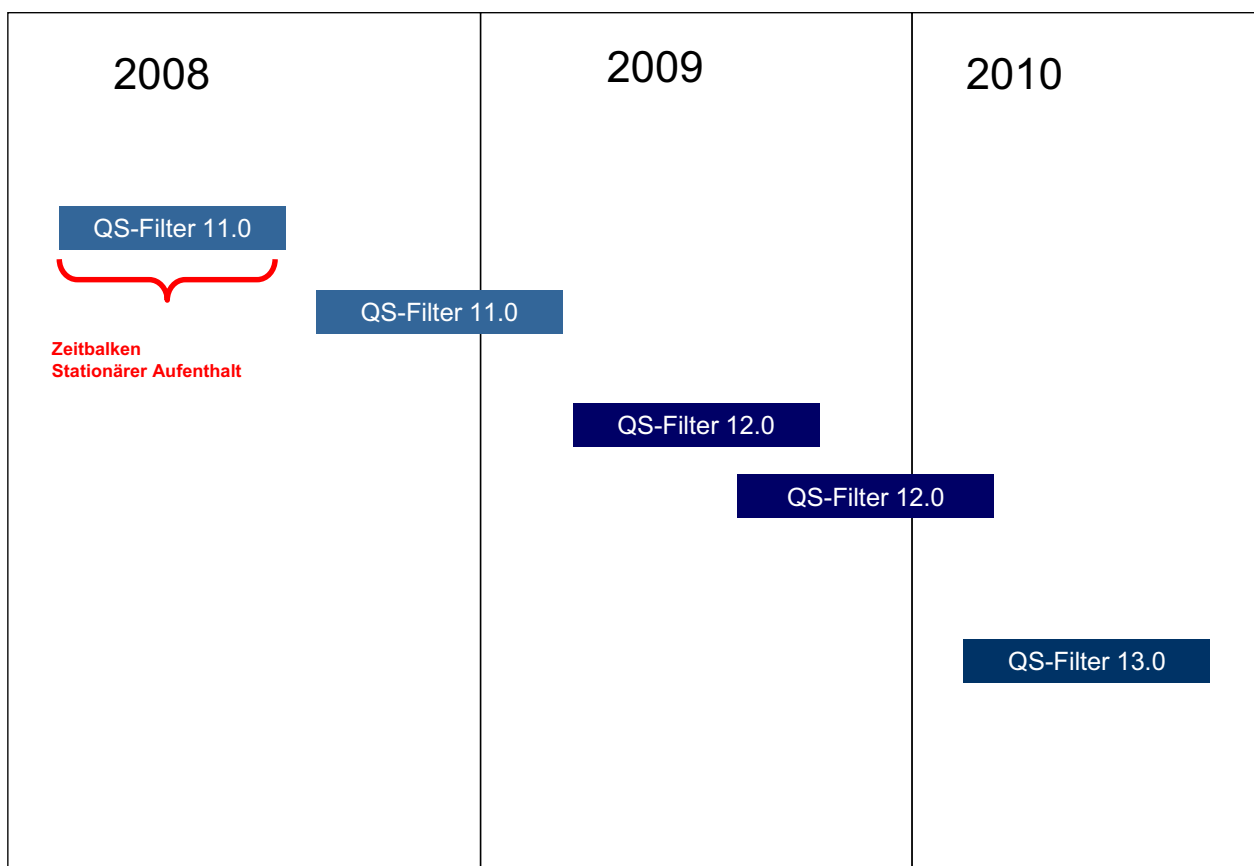 2008
2009
2010
QS-Filter 11.0
QS-Filter 11.0
Zeitbalken
Stationärer Aufenthalt
QS-Filter 12.0
QS-Filter 12.0
QS-Filter 13.0